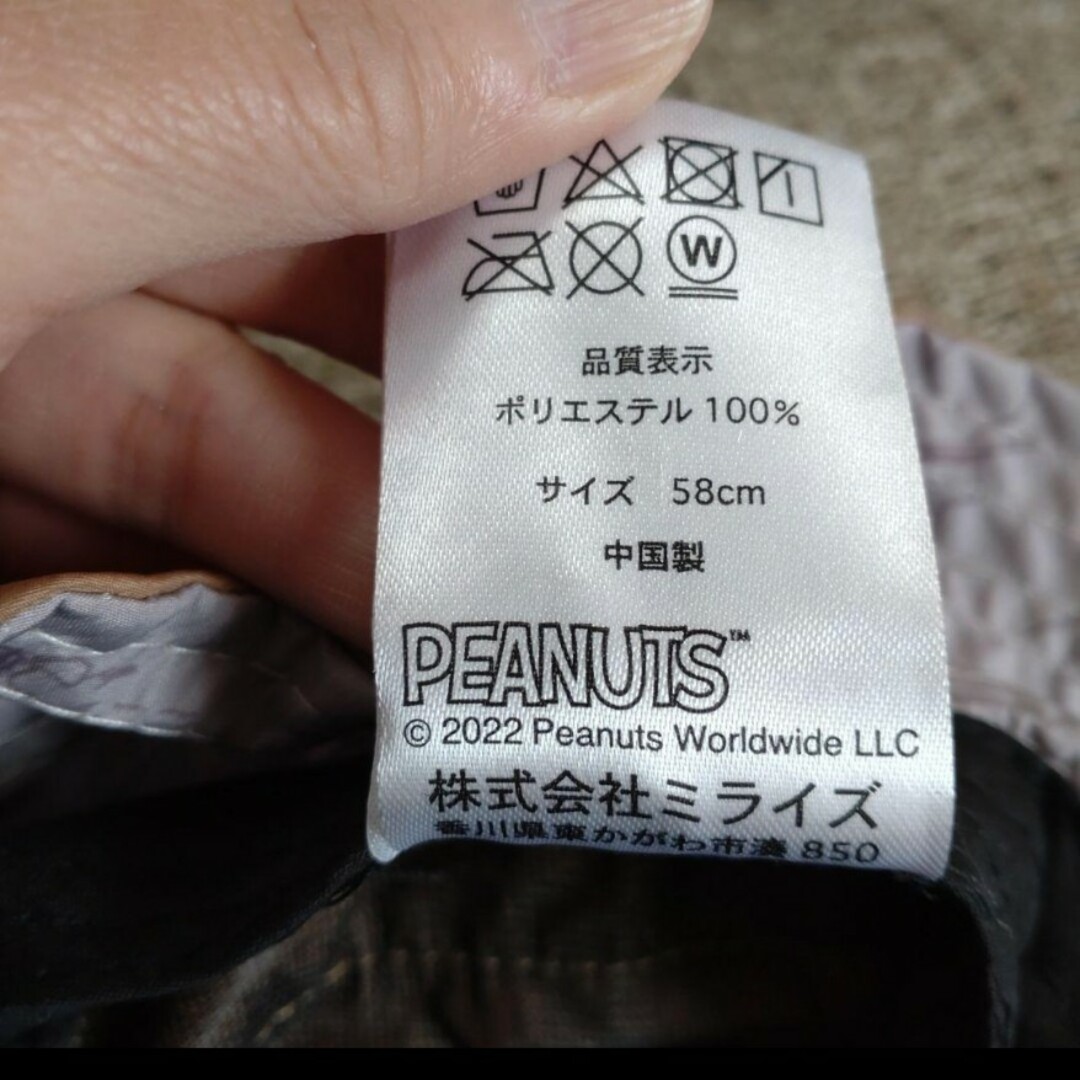 W
品質表示
ポリエステル 100%
サイズ 58cm
中国製
PEANUTS™
© 2022 Peanuts Worldwide LLC
株式会社ミライズ
香川県東かがわ市湊 850